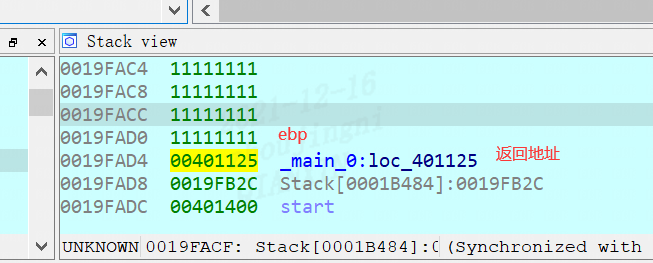 Stack view
0019FAC4 11111111
0019FAC8 11111111
0019FACC 11111111
0019FAD0 11111111 ebp
0019FAD4 00401125 _main_0:loc_401125 返回地址
0019FAD8 0019FB2C Stack[0001B484]:0019FB2C
0019FADC 00401400 start
UNKNOWN 0019FACF: Stack[0001B484]:0 (Synchronized with